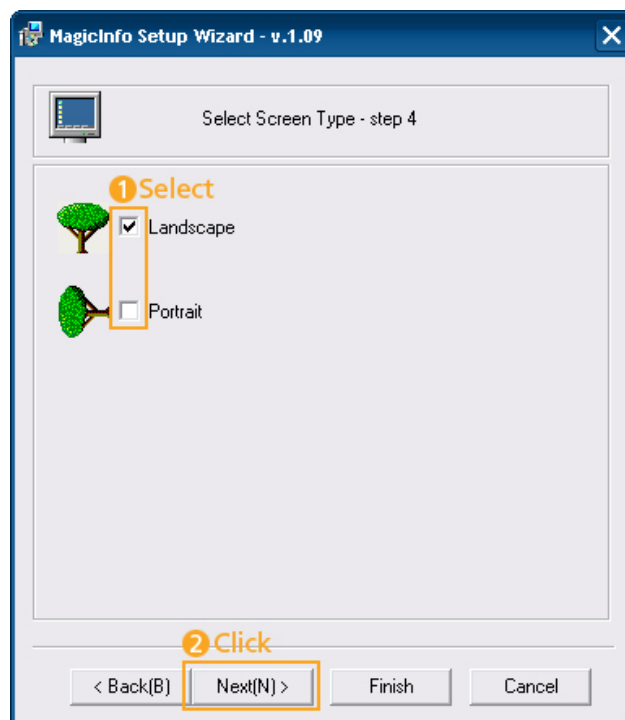 MagicInfo Setup Wizard - v.1.09
Select Screen Type - step 4
1 Select
Landscape
Portrait
2 Click
< Back(B) Next(N) > Finish Cancel